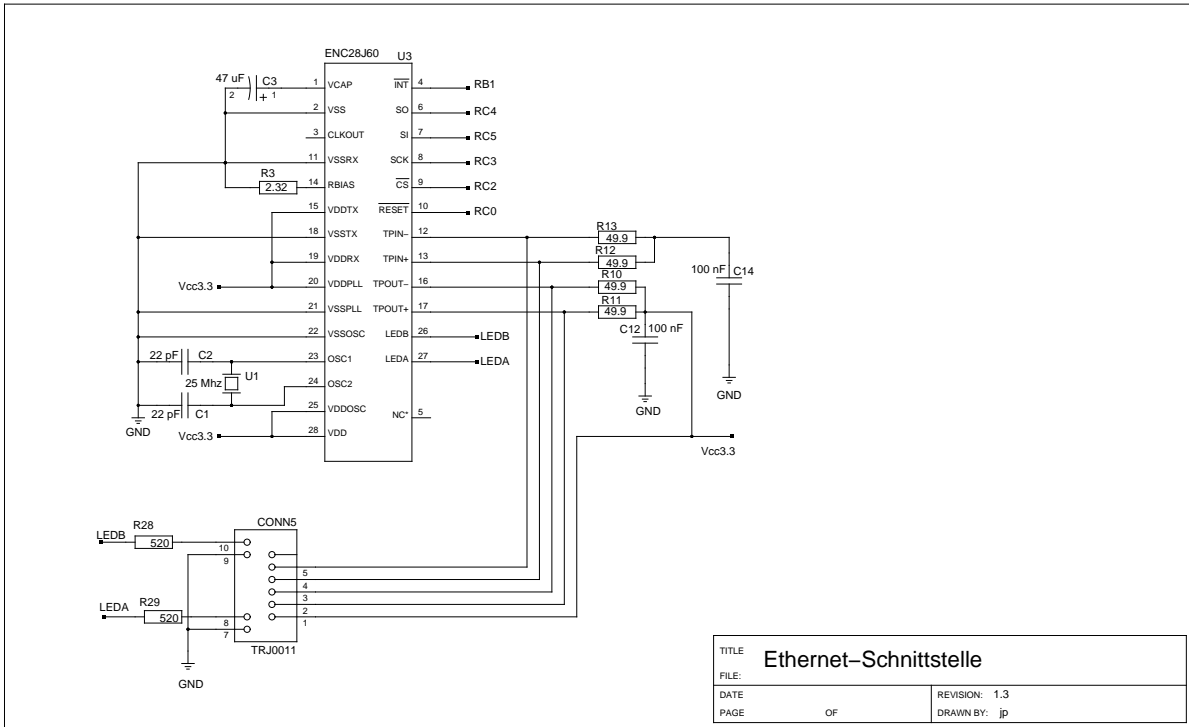 ENC28J60
U3
47 uF
C3
2
+
1
1
VCAP
2
VSS
3
CLKOUT
11
VSSRX
R3
2.32
14
RBIAS
15
VDDTX
18
VSSTX
19
VDDRX
Vcc3.3
20
VDDPLL
21
VSSPLL
22
VSSOSC
22 pF
C2
23
OSC1
25 Mhz
U1
24
OSC2
22 pF
C1
25
VDDOSC
GND
Vcc3.3
28
VDD
INT
4
RB1
SO
6
RC4
SI
7
RC5
SCK
8
RC3
CS
9
RC2
RESET
10
RC0
TPIN−
12
R13
49.9
TPIN+
13
R12
49.9
TPOUT−
16
R10
49.9
TPOUT+
17
R11
49.9
100 nF
C14
C12
100 nF
LEDB
26
LEDB
LEDA
27
LEDA
NC*
5
GND
GND
Vcc3.3
CONN5
LEDB
R28
520
10
9
LEDA
R29
520
8
7
5
4
3
2
1
TRJ0011
GND
TITLE
Ethernet−Schnittstelle
FILE:
DATE
REVISION: 1.3
PAGE
OF
DRAWN BY: jp